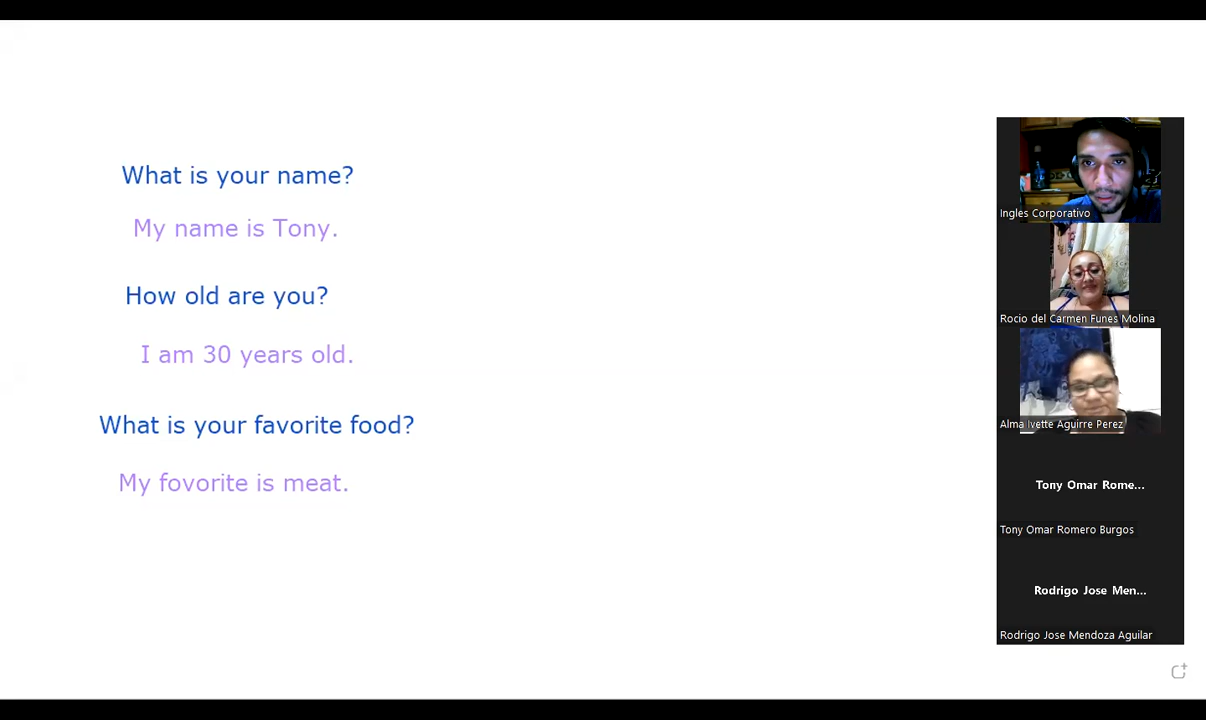 What is your name?
My name is Tony.
How old are you?
I am 30 years old.
What is your favorite food?
My fovorite is meat.
Ingles Corporativo
Rocio del Carmen Funes Molina
Alma Ivette Aguirre Perez
Tony Omar Rome...
Tony Omar Romero Burgos
Rodrigo Jose Men...
Rodrigo Jose Mendoza Aguilar